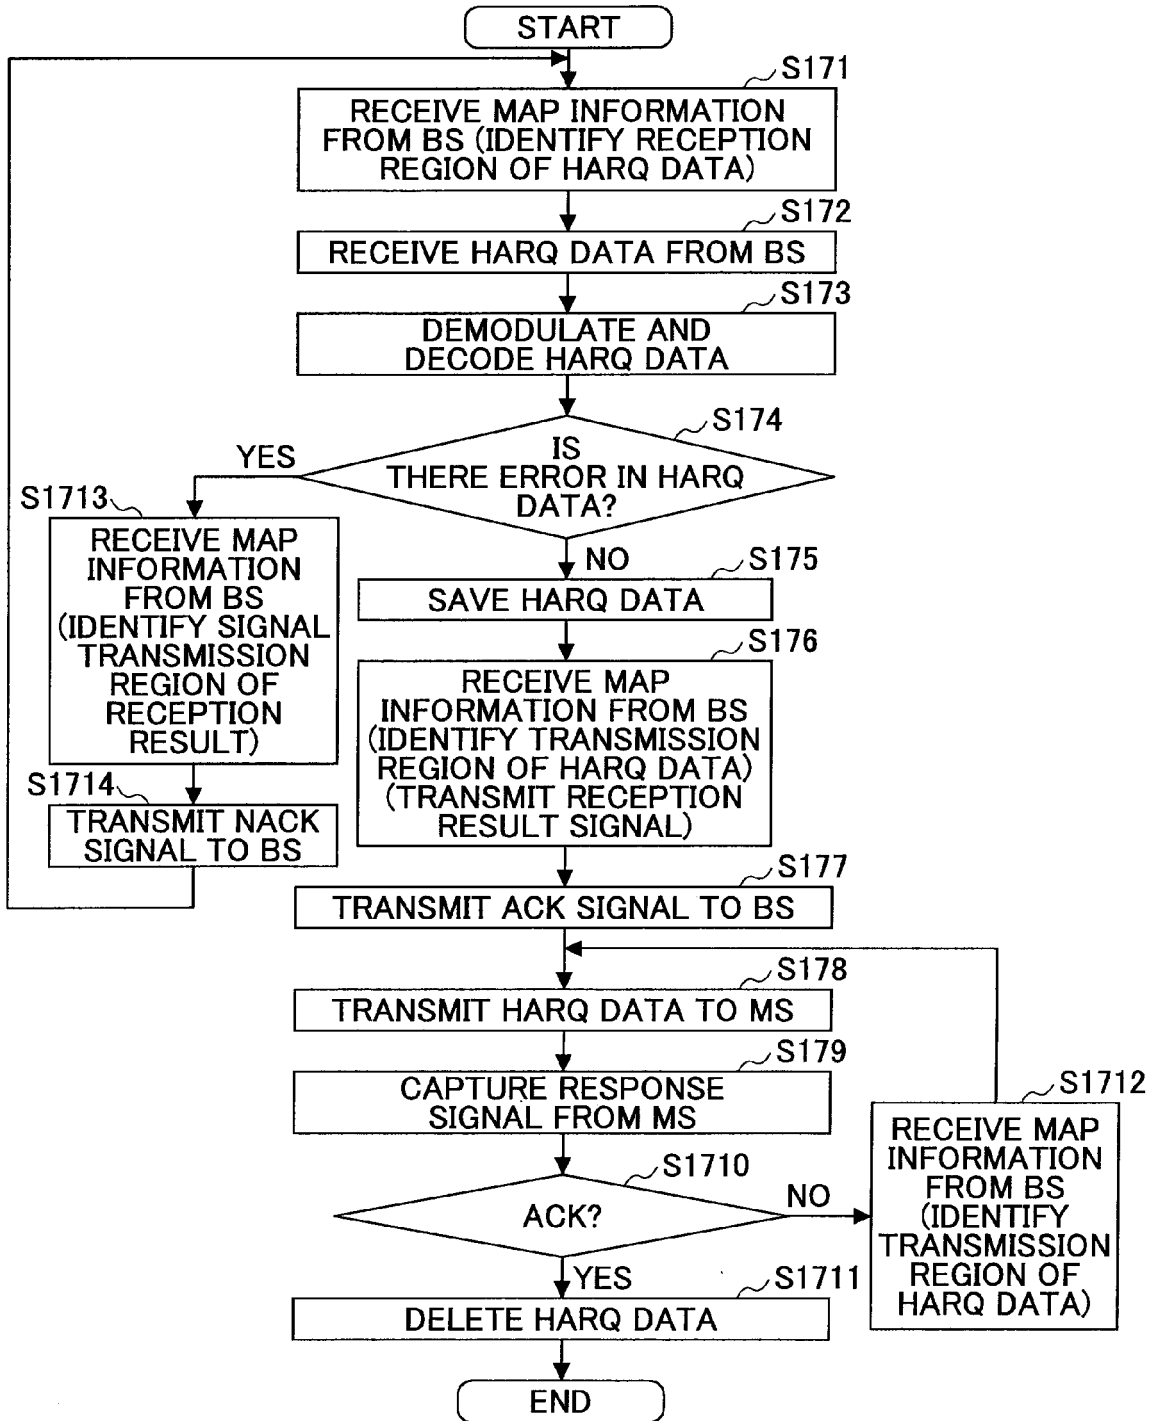 START
S171
RECEIVE MAP INFORMATION
FROM BS (IDENTIFY RECEPTION
REGION OF HARQ DATA)
S172
RECEIVE HARQ DATA FROM BS
S173
DEMODULATE AND
DECODE HARQ DATA
S174
IS
THERE ERROR IN HARQ
DATA?
YES
NO
S1713
RECEIVE MAP
INFORMATION
FROM BS
(IDENTIFY SIGNAL
TRANSMISSION
REGION OF
RECEPTION
RESULT)
S1714
TRANSMIT NACK
SIGNAL TO BS
S175
SAVE HARQ DATA
S176
RECEIVE MAP
INFORMATION FROM BS
(IDENTIFY TRANSMISSION
REGION OF HARQ DATA)
(TRANSMIT RECEPTION
RESULT SIGNAL)
S177
TRANSMIT ACK SIGNAL TO BS
S178
TRANSMIT HARQ DATA TO MS
S179
CAPTURE RESPONSE
SIGNAL FROM MS
S1710
ACK?
NO
S1712
RECEIVE MAP
INFORMATION
FROM BS
(IDENTIFY
TRANSMISSION
REGION OF
HARQ DATA)
YES
S1711
DELETE HARQ DATA
END